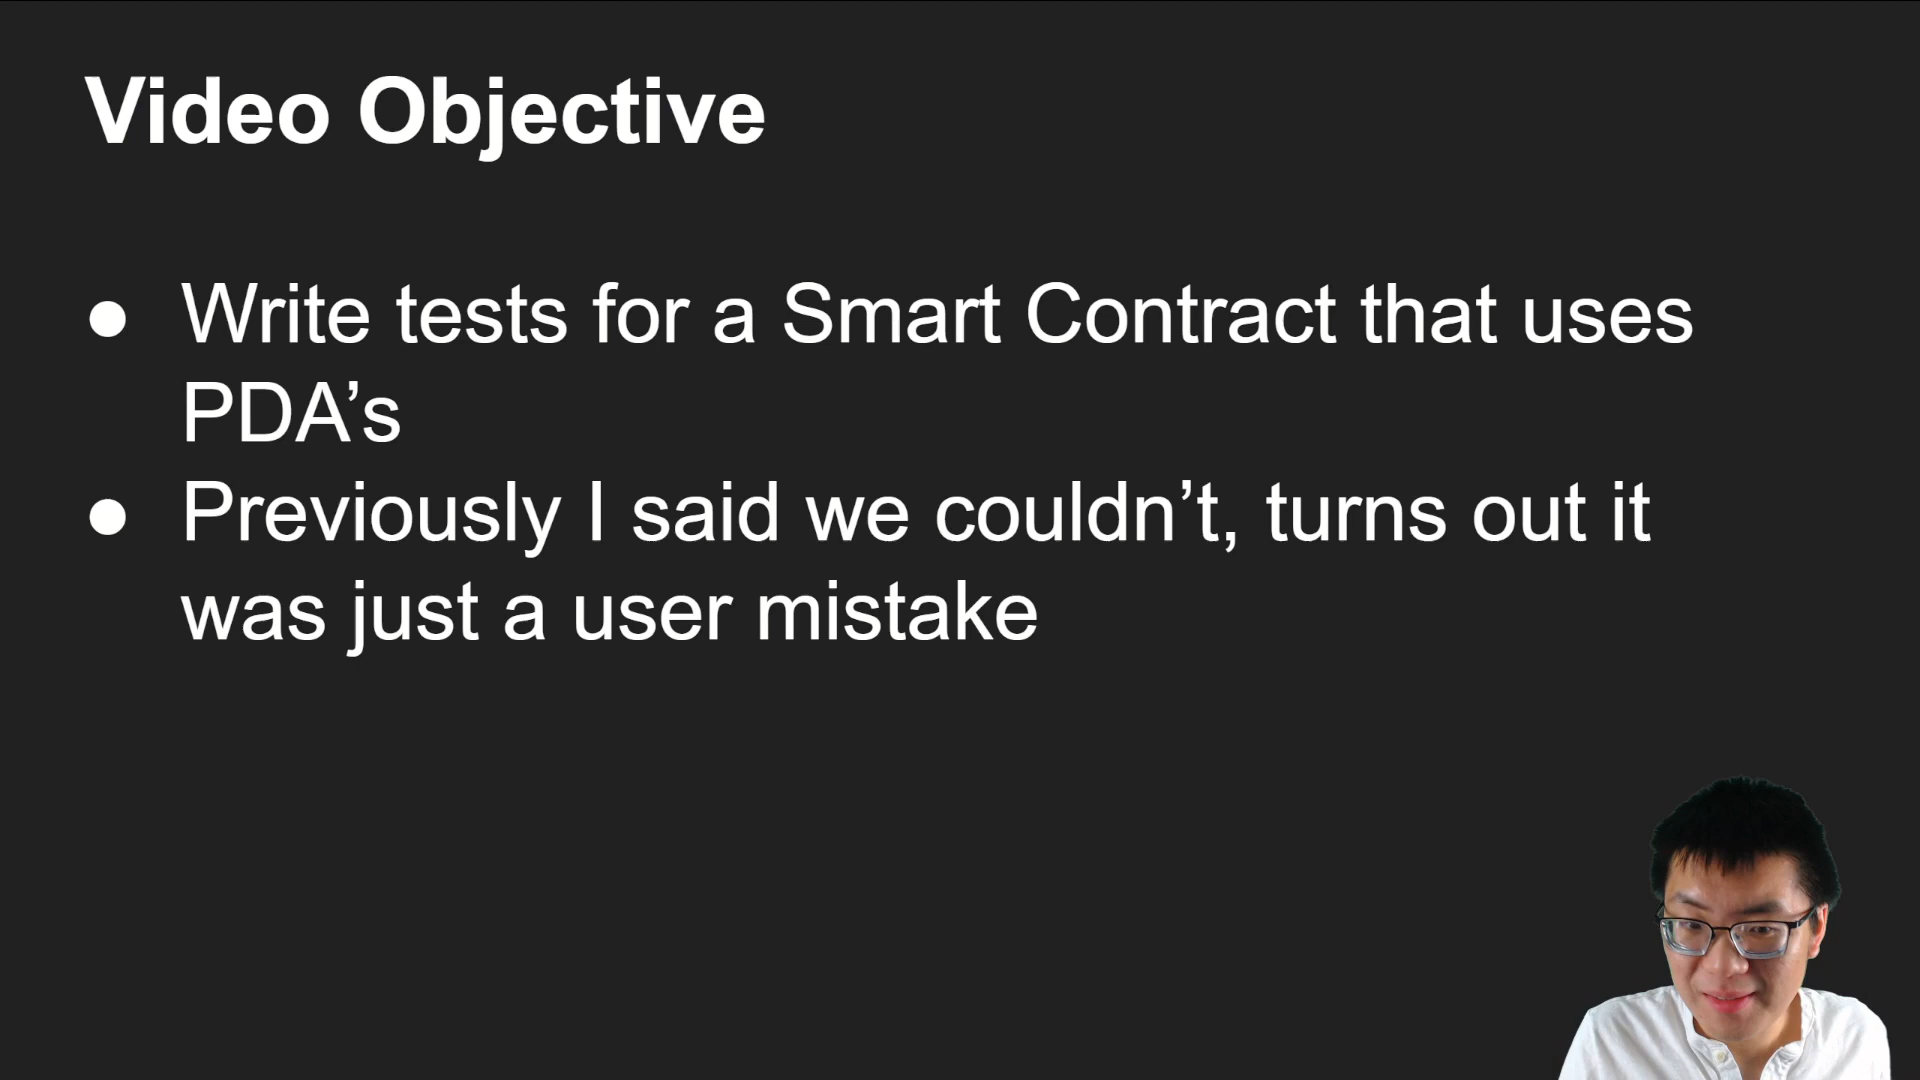 Video Objective
● Write tests for a Smart Contract that uses
PDA’s
● Previously I said we couldn’t, turns out it
was just a user mistake